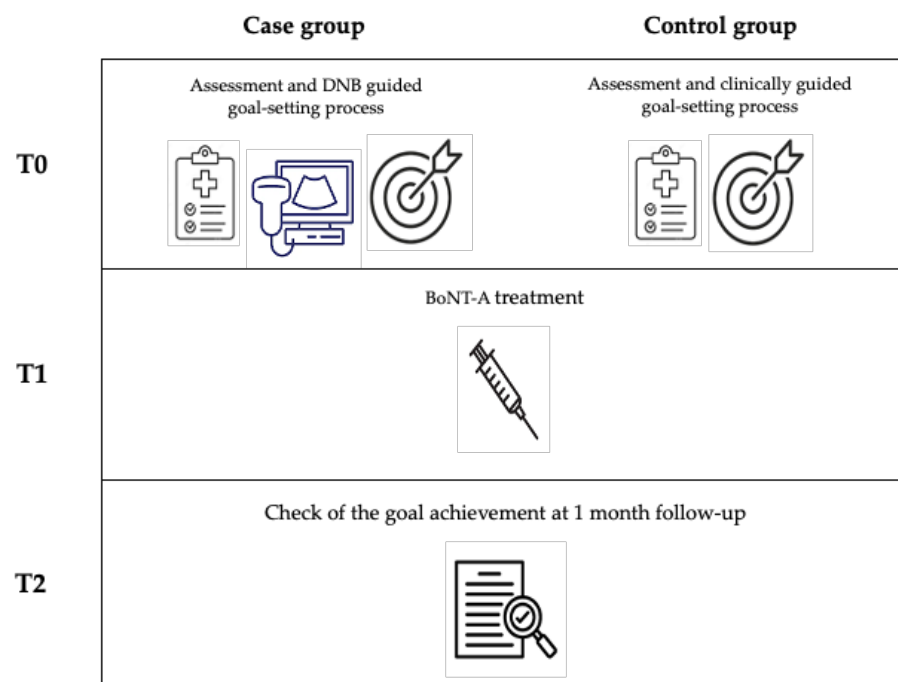 Case group
Control group
Assessment and DNB guided
goal-setting process
Assessment and clinically guided
goal-setting process
T0
BoNT-A treatment
T1
Check of the goal achievement at 1 month follow-up
T2